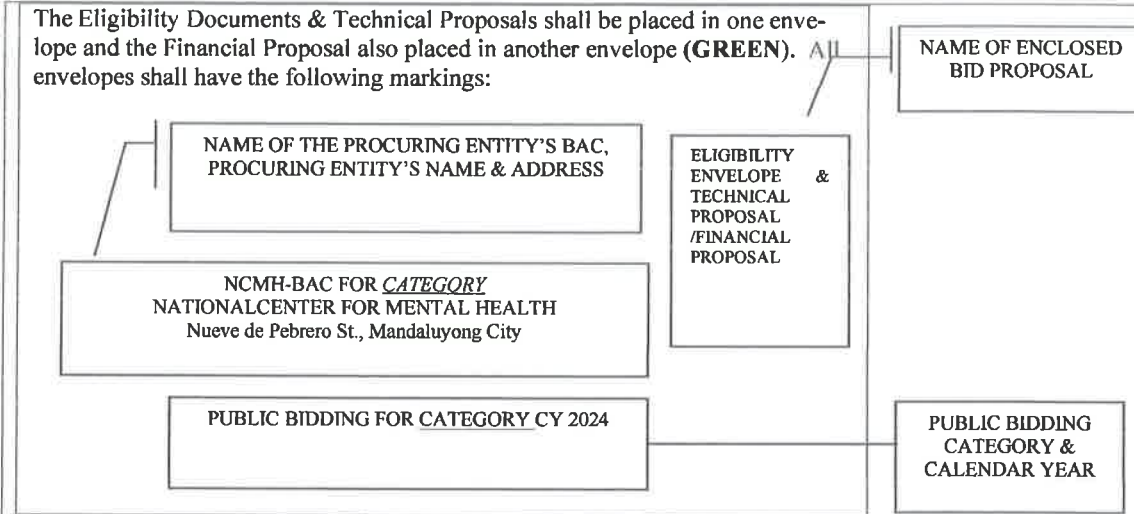 The Eligibility Documents & Technical Proposals shall be placed in one enve-
lope and the Financial Proposal also placed in another envelope (GREEN). All
envelopes shall have the following markings:
NAME OF ENCLOSED
BID PROPOSAL
NAME OF THE PROCURING ENTITY'S BAC,
PROCURING ENTITY'S NAME & ADDRESS
ELIGIBILITY
ENVELOPE &
TECHNICAL
PROPOSAL
/FINANCIAL
PROPOSAL
NCMH-BAC FOR CATEGORY
NATIONALCENTER FOR MENTAL HEALTH
Nueve de Pebrero St., Mandaluyong City
PUBLIC BIDDING FOR CATEGORY CY 2024
PUBLIC BIDDING
CATEGORY &
CALENDAR YEAR